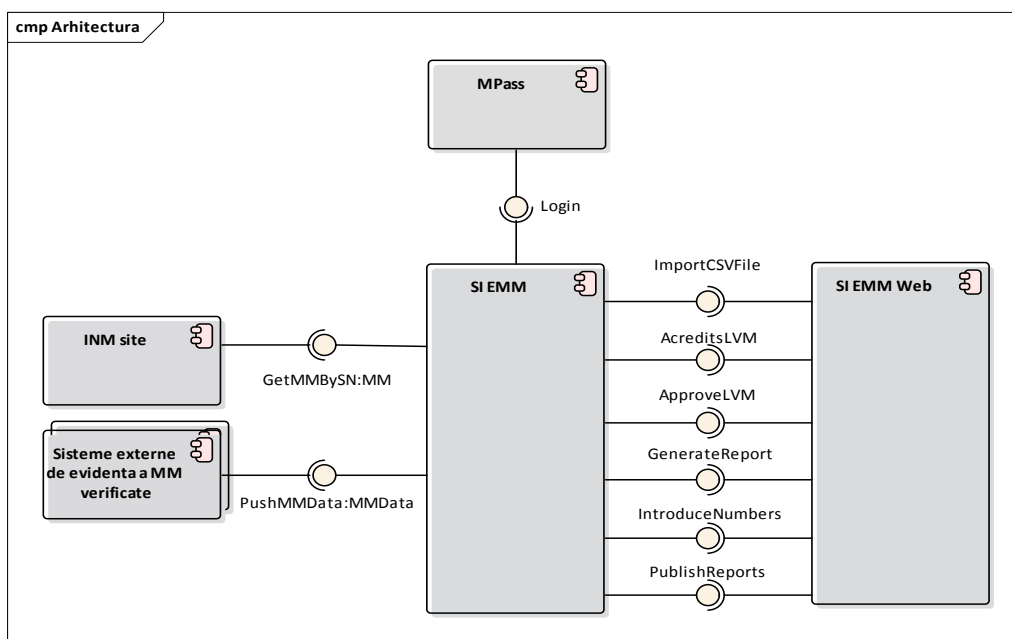 cmp Arhitectura
MPass
Login
SI EMM
ImportCSVFile
SI EMM Web
INM site
AcreditsLVM
GetMMBySN:MM
ApproveLVM
Sisteme externe
de evidenta a MM
verificate
GenerateReport
PushMMData:MMData
IntroduceNumbers
PublishReports